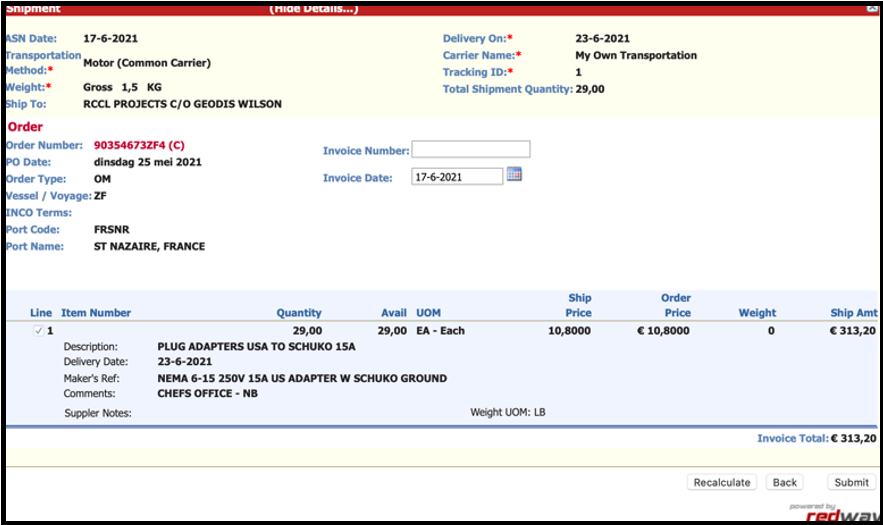 Shipment (Hide Details...)
ASN Date: 17-6-2021 Delivery On:* 23-6-2021
Transportation Method:* Motor (Common Carrier) Carrier Name:* My Own Transportation
Tracking ID:* 1
Weight:* Gross 1,5 KG Total Shipment Quantity: 29,00
Ship To: RCCL PROJECTS C/O GEODIS WILSON
Order
Order Number: 90354673ZF4 (C) Invoice Number:
PO Date: dinsdag 25 mei 2021
Order Type: OM Invoice Date: 17-6-2021
Vessel / Voyage: ZF
INCO Terms:
Port Code: FRSNR
Port Name: ST NAZAIRE, FRANCE
Line Item Number Quantity Avail UOM Ship Price Order Price Weight Ship Amt
1 29,00 29,00 EA - Each 10,8000 € 10,8000 0 € 313,20
Description: PLUG ADAPTERS USA TO SCHUKO 15A
Delivery Date: 23-6-2021
Maker's Ref: NEMA 6-15 250V 15A US ADAPTER W SCHUKO GROUND
Comments: CHEFS OFFICE - NB
Suppler Notes: Weight UOM: LB
Invoice Total: € 313,20
Recalculate Back Submit
powered by
redway